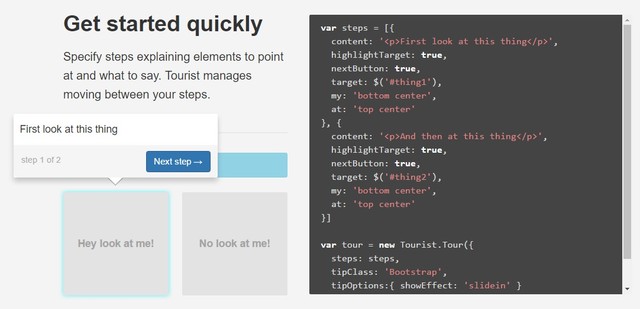 Get started quickly
Specify steps explaining elements to point
at and what to say. Tourist manages
moving between your steps.
First look at this thing
step 1 of 2
Next step →
Hey look at me!
No look at me!
var steps = [{
content: '<p>First look at this thing</p>',
highlightTarget: true,
nextButton: true,
target: $('#thing1'),
my: 'bottom center',
at: 'top center'
}, {
content: '<p>And then at this thing</p>',
highlightTarget: true,
nextButton: true,
target: $('#thing2'),
my: 'bottom center',
at: 'top center'
}]
var tour = new Tourist.Tour({
steps: steps,
tipClass: 'Bootstrap',
tipOptions:{ showEffect: 'slidein' }